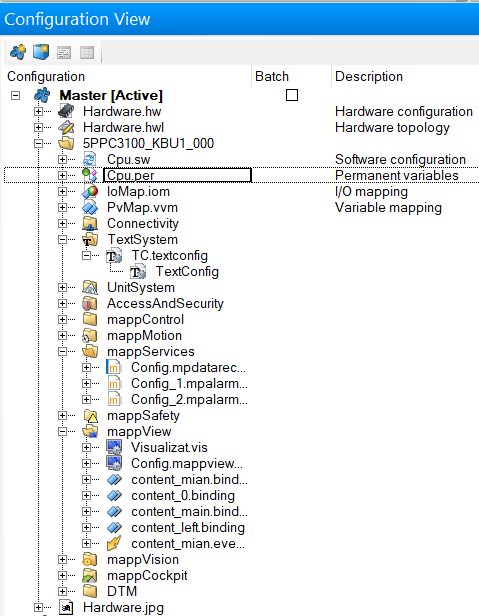 Configuration View
Configuration Batch Description
Master [Active]
Hardware.hw Hardware configuration
Hardware.hwl Hardware topology
5PPC3100_KBU1_000
Cpu.sw Software configuration
Cpu.per Permanent variables
IoMap.iom I/O mapping
PvMap.vvm Variable mapping
Connectivity
TextSystem
TC.textconfig
TextConfig
UnitSystem
AccessAndSecurity
mappControl
mappMotion
mappServices
Config.mpdatarec...
Config_1.mpalarm...
Config_2.mpalarm...
mappSafety
mappView
Visualizat.vis
Config.mappview...
content_mian.bind...
content_0.binding
content_main.bind...
content_left.binding
content_mian.eve...
mappVision
mappCockpit
DTM
Hardware.jpg